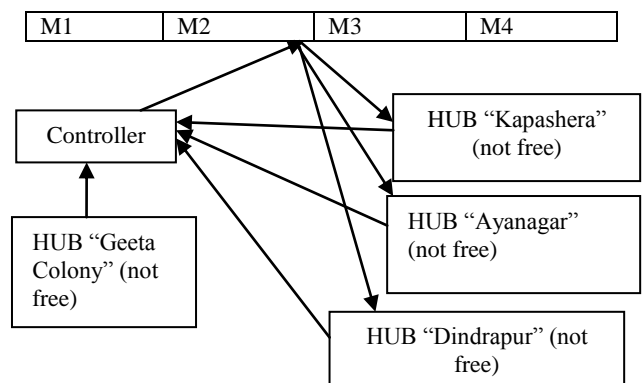 M1 M2 M3 M4
Controller
HUB “Kapashera”
(not free)
HUB “Ayanagar”
(not free)
HUB “Geeta
Colony” (not
free)
HUB “Dindrapur” (not
free)